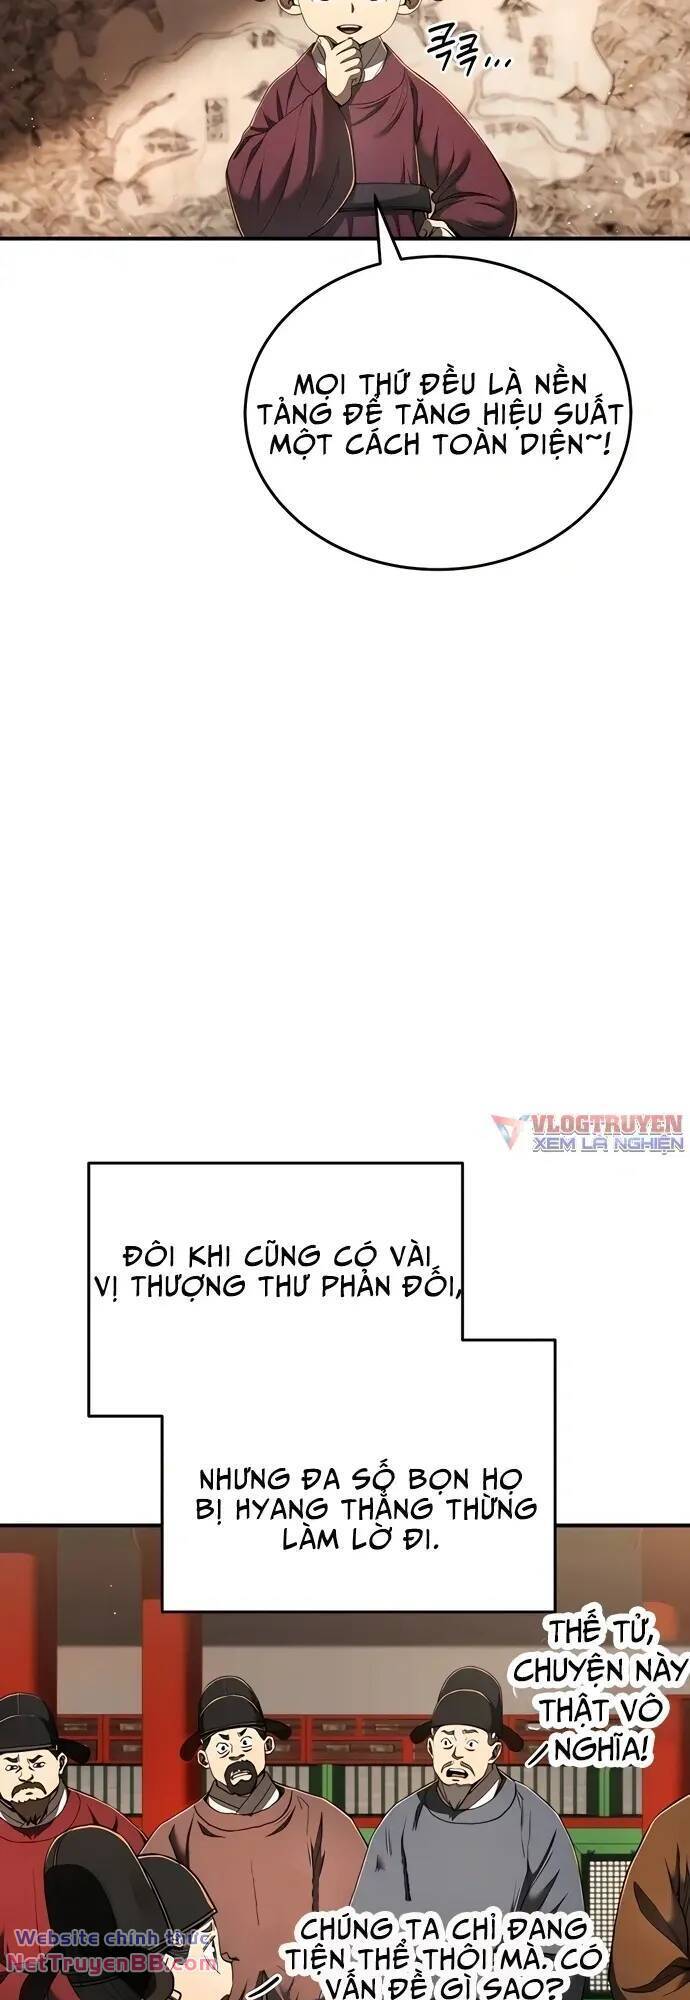 큭큭...
MỌI THỨ ĐỀU LÀ NỀN
TẢNG ĐỂ TĂNG HIỆU SUẤT
MỘT CÁCH TOÀN DIỆN~!
VLOGTRUYEN
XEM LÀ NGHIỆN
ĐÔI KHI CŨNG CÓ VÀI
VỊ THƯỢNG THƯ PHẢN ĐỐI,
NHƯNG ĐA SỐ BỌN HỌ
BỊ HYANG THẲNG THỪNG
LÀM LỜ ĐI.
THẾ TỬ,
CHUYỆN NÀY
THẬT VÔ
NGHĨA!
CHÚNG TA CHỈ ĐANG
TIỆN THỂ THÔI MÀ. CÓ
VẤN ĐỀ GÌ SAO?
Website chính thức
NetTruyenBB.com